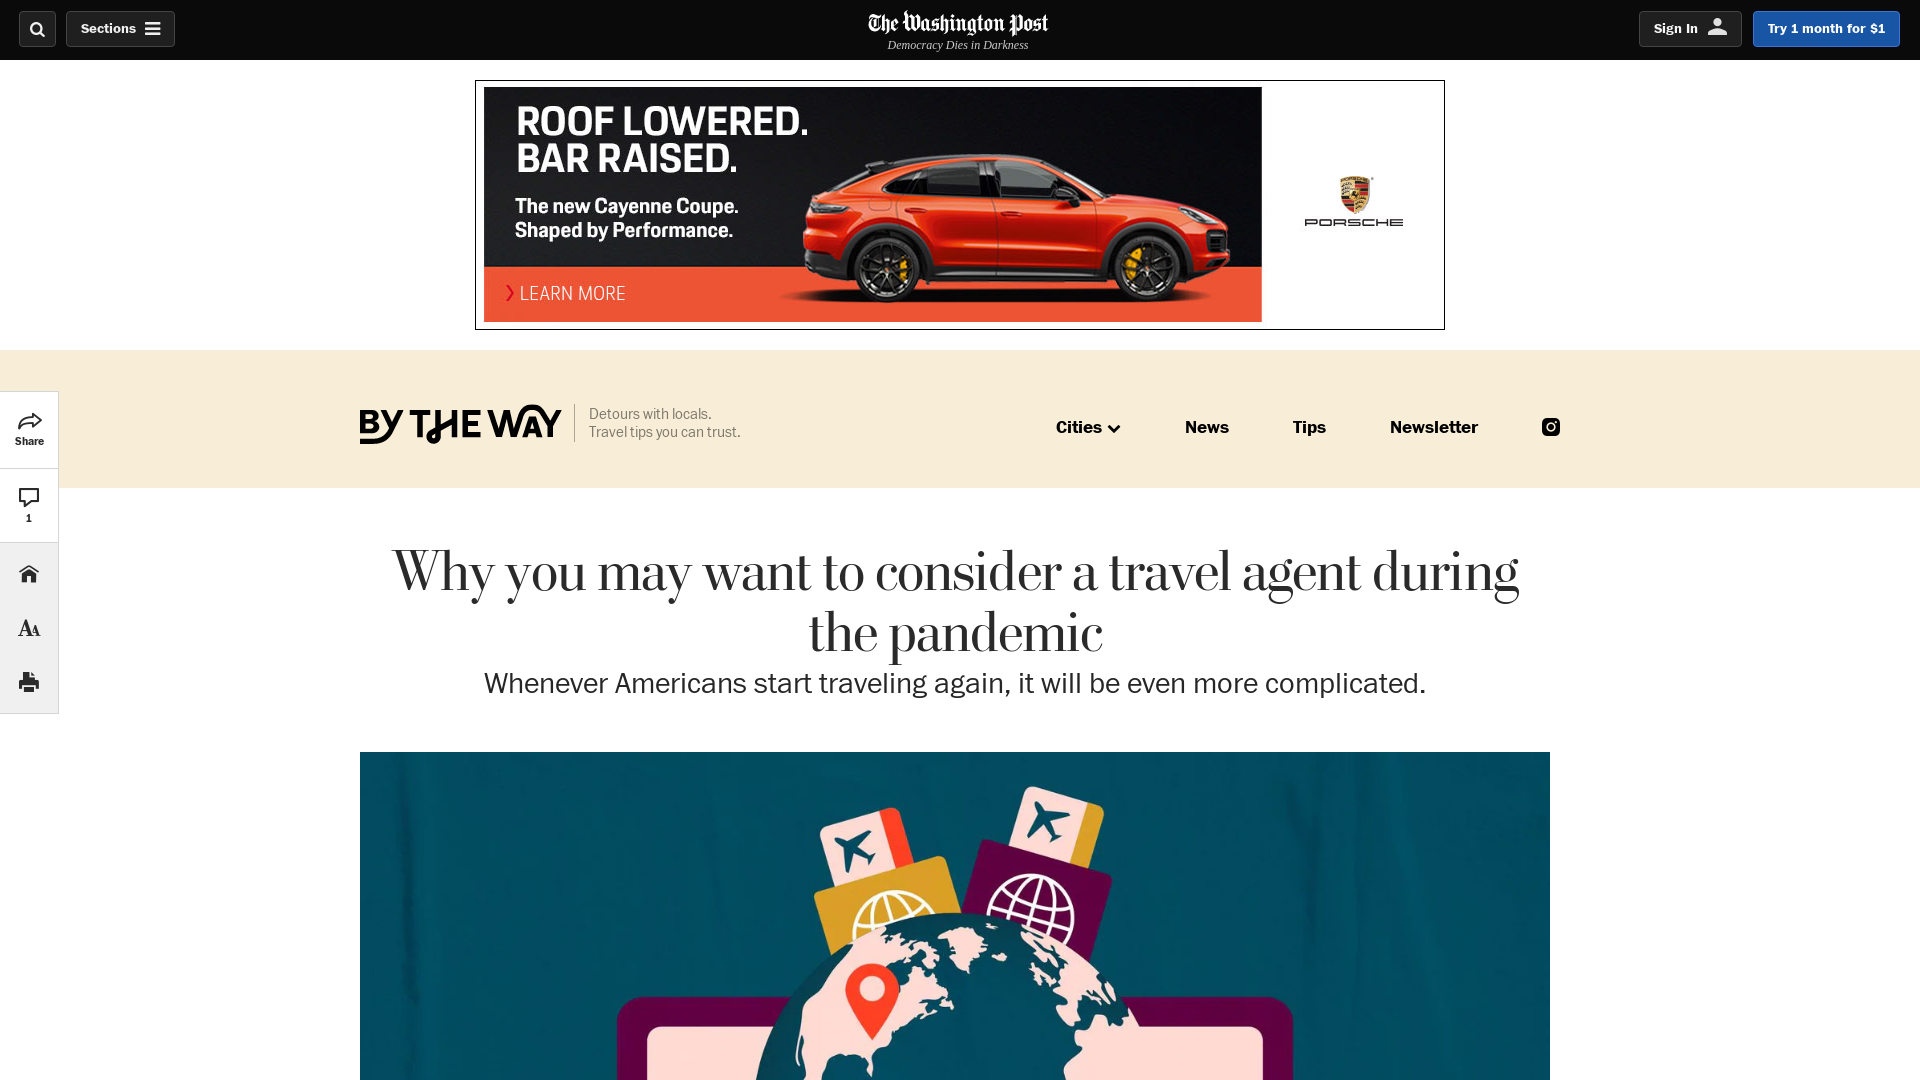 Sections
The Washington Post
Democracy Dies in Darkness
Sign In
Try 1 month for $1
ROOF LOWERED.
BAR RAISED.
The new Cayenne Coupe.
Shaped by Performance.
LEARN MORE
PORSCHE
PORSCHE
BY THE WAY
Detours with locals.
Travel tips you can trust.
Cities
News
Tips
Newsletter
Share
1
AA
Why you may want to consider a travel agent during
the pandemic
Whenever Americans start traveling again, it will be even more complicated.